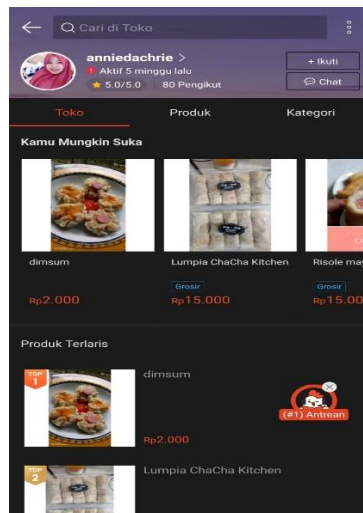 Cari di Toko
anniedachrie >
Aktif 5 minggu lalu
5.0/5.0 80 Pengikut
+ Ikuti
Chat
Toko Produk Kategori
Kamu Mungkin Suka
dimsum
Rp2.000
Lumpia ChaCha Kitchen
Grosir
Rp15.000
Risole may
Grosir
Rp15.00
Produk Terlaris
TOP
1
dimsum
Rp2.000
(#1) Antrean
TOP
2
Lumpia ChaCha Kitchen